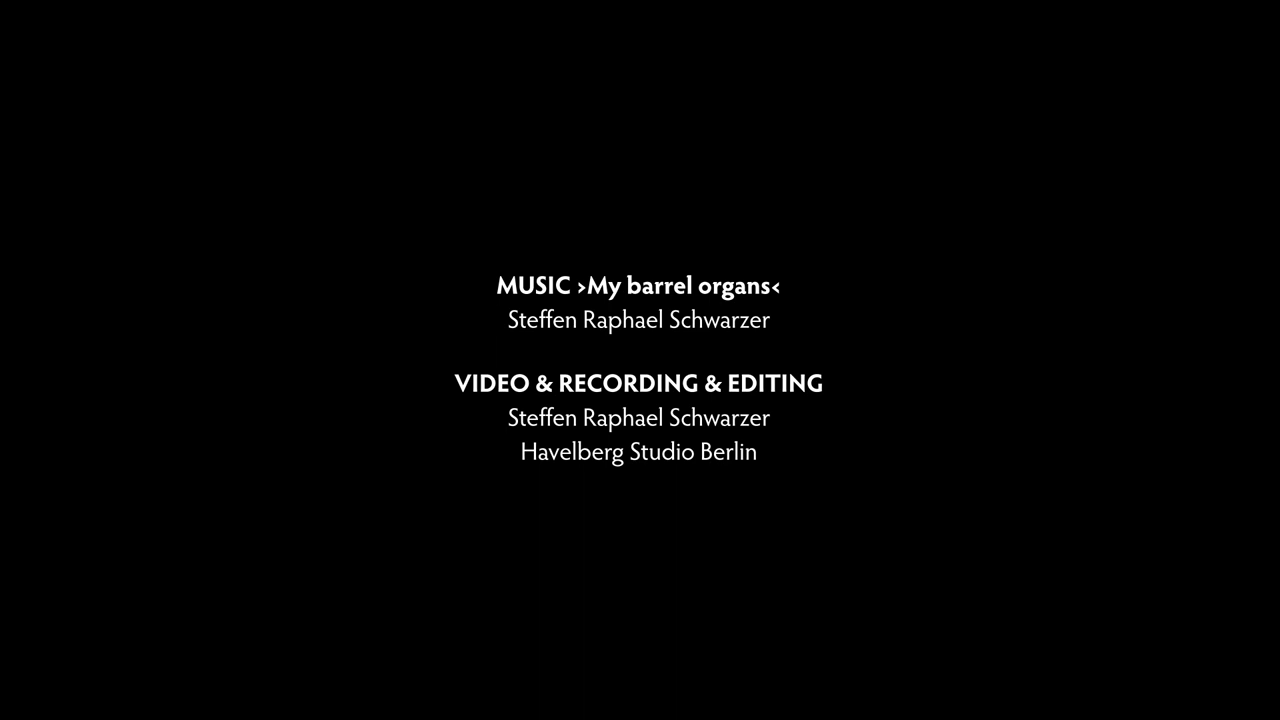 MUSIC ›My barrel organs‹
Steffen Raphael Schwarzer
VIDEO & RECORDING & EDITING
Steffen Raphael Schwarzer
Havelberg Studio Berlin